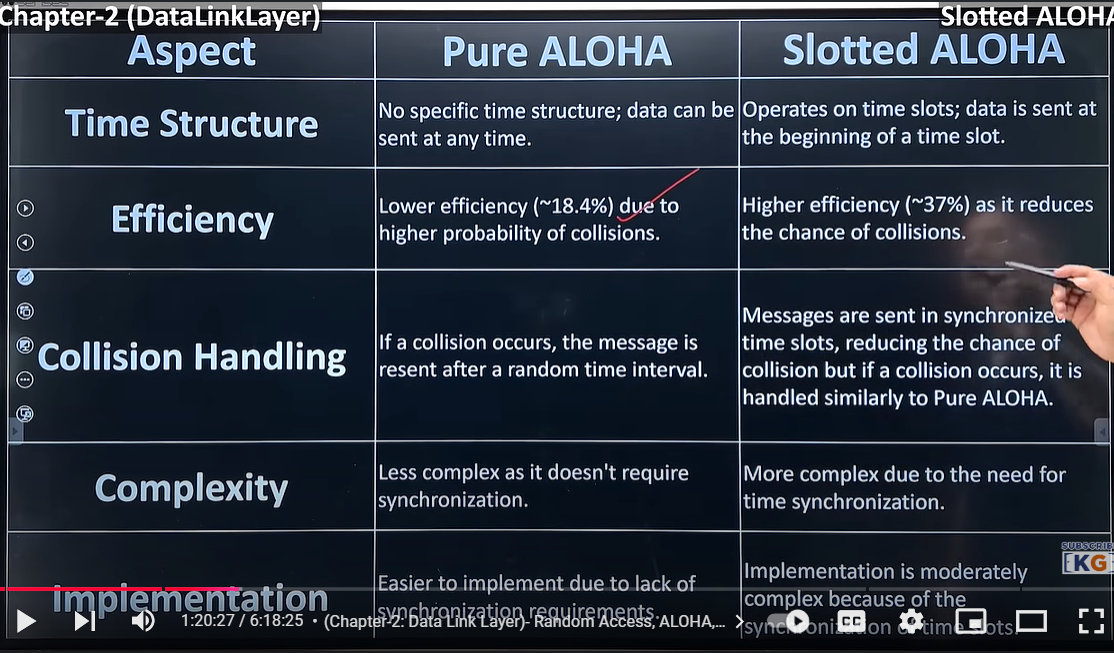 Chapter-2 (DataLinkLayer)
Slotted ALOHA
Aspect
Pure ALOHA
Slotted ALOHA
Time Structure
No specific time structure; data can be
sent at any time.
Operates on time slots; data is sent at
the beginning of a time slot.
Efficiency
Lower efficiency (~18.4%) due to
higher probability of collisions.
Higher efficiency (~37%) as it reduces
the chance of collisions.
Collision Handling
If a collision occurs, the message is
resent after a random time interval.
Messages are sent in synchronized
time slots, reducing the chance of
collision but if a collision occurs, it is
handled similarly to Pure ALOHA.
Complexity
Less complex as it doesn't require
synchronization.
More complex due to the need for
time synchronization.
Implementation
Easier to implement due to lack of
synchronization requirements.
Implementation is moderately
complex because of the
synchronization of time slots.
SUBSCRIBE
KG
1:20:27 / 6:18:25 • (Chapter-2: Data Link Layer)- Random Access, ALOHA,...
CC